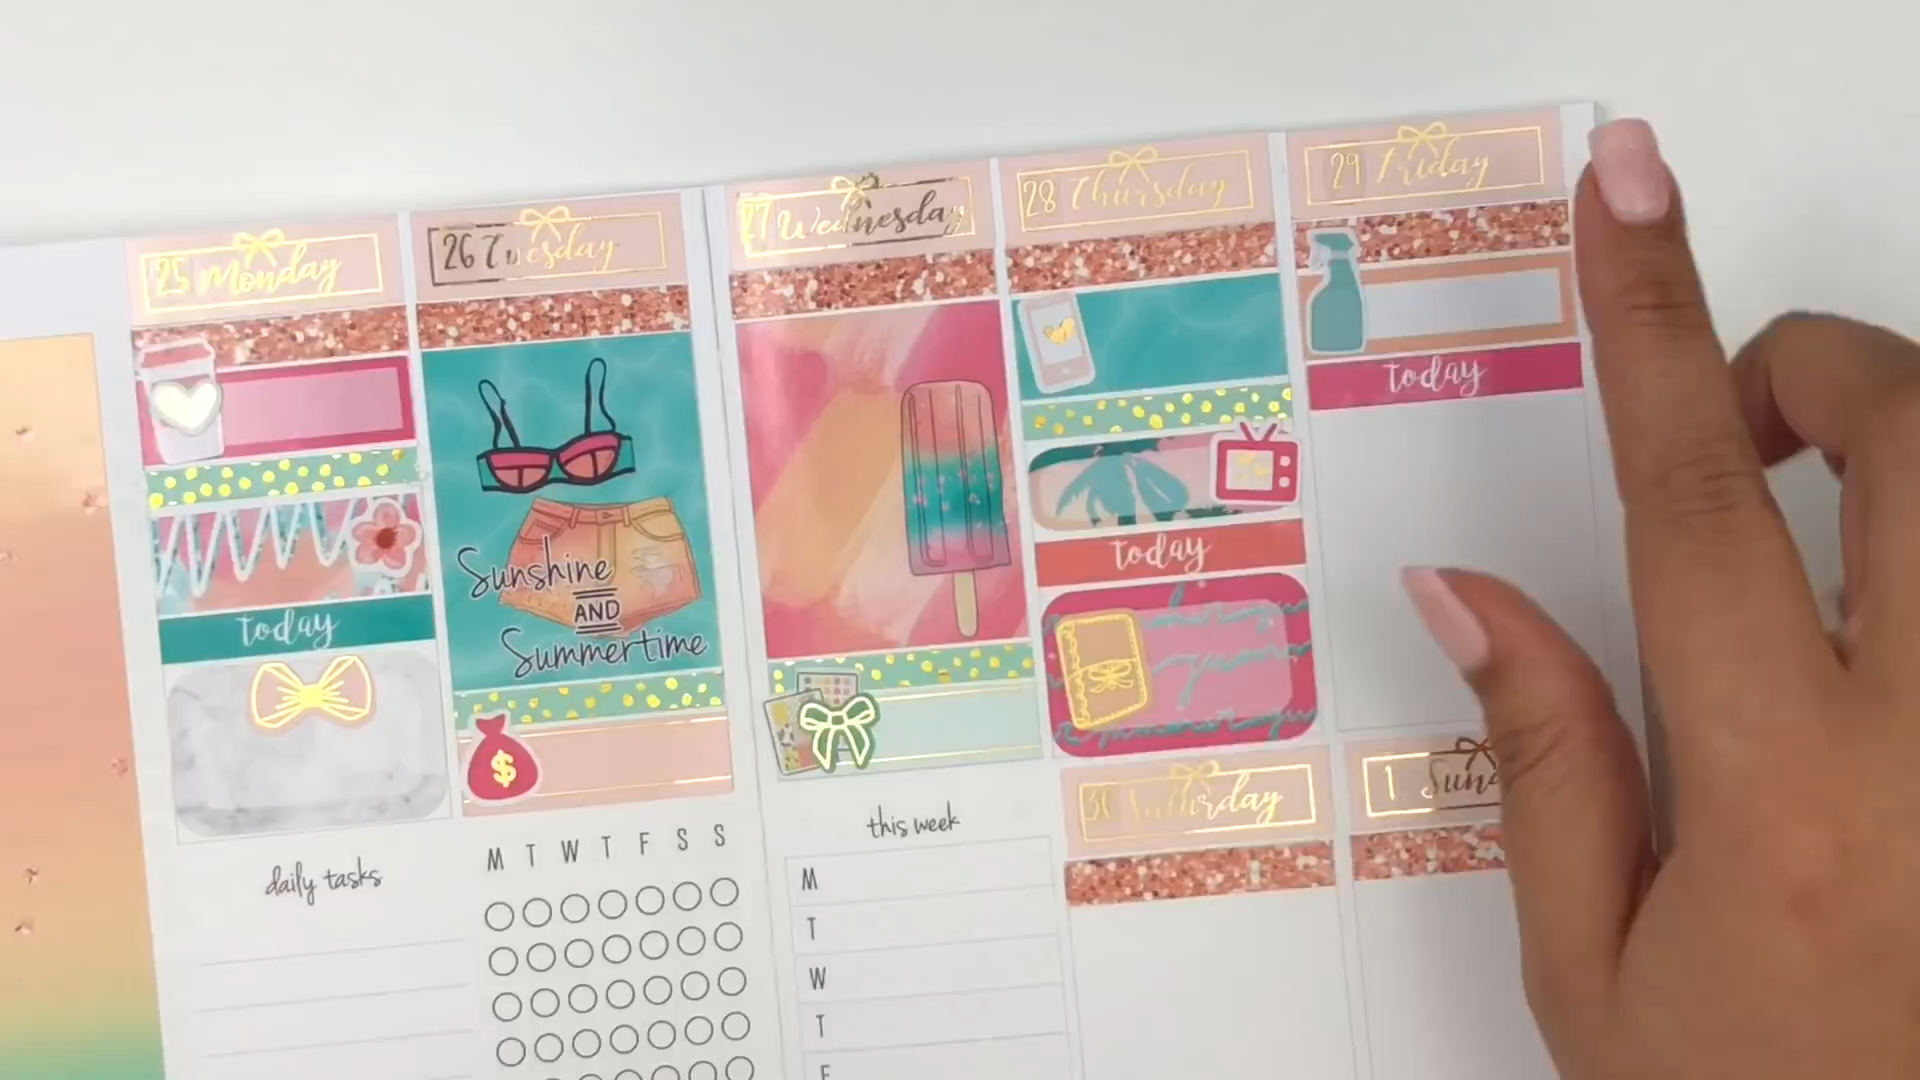 25 Monday
26 Tuesday
27 Wednesday
28 Thursday
29 Friday
today
today
today
Sunshine
AND
Summertime
$
30 Saturday
1
daily tasks
M T W T F S S
this week
M
T
W
T
F